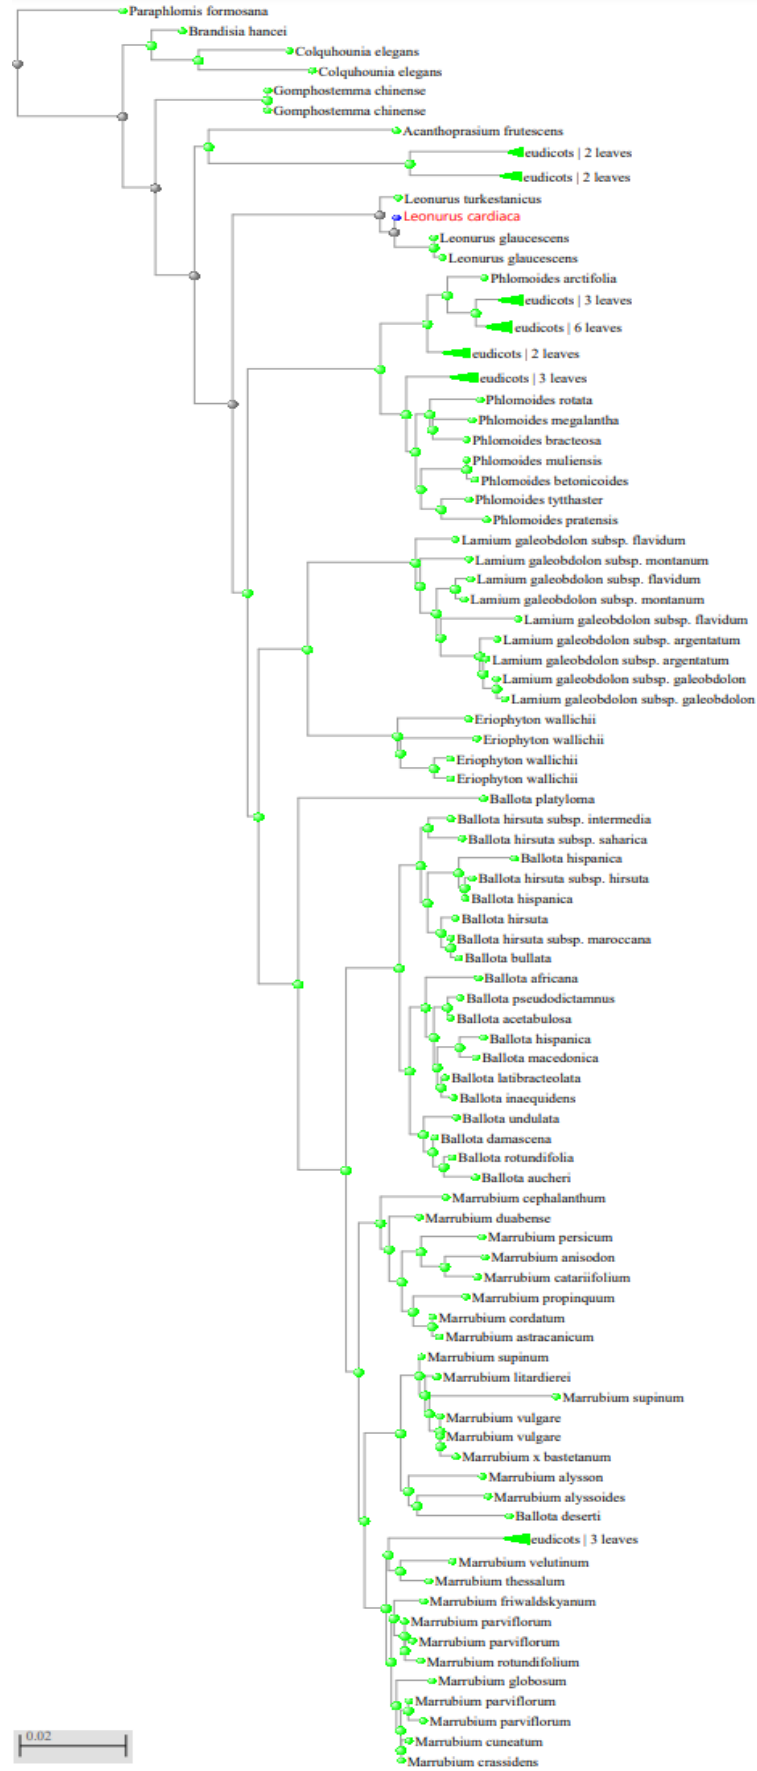 Paraphlomis formosana
Brandisia hancei
Colquhounia elegans
Colquhounia elegans
Gomphostemma chinense
Gomphostemma chinense
Acanthoprasium frutescens
eudicots | 2 leaves
eudicots | 2 leaves
Leonurus turkestanicus
Leonurus cardiaca
Leonurus glaucescens
Leonurus glaucescens
Phlomoides arctifolia
eudicots | 3 leaves
eudicots | 6 leaves
eudicots | 2 leaves
eudicots | 3 leaves
Phlomoides rotata
Phlomoides megalantha
Phlomoides bracteosa
Phlomoides muliensis
Phlomoides betonicoides
Phlomoides tytthaster
Phlomoides pratensis
Lamium galeobdolon subsp. flavidum
Lamium galeobdolon subsp. montanum
Lamium galeobdolon subsp. flavidum
Lamium galeobdolon subsp. montanum
Lamium galeobdolon subsp. flavidum
Lamium galeobdolon subsp. argentatum
Lamium galeobdolon subsp. argentatum
Lamium galeobdolon subsp. galeobdolon
Lamium galeobdolon subsp. galeobdolon
Eriophyton wallichii
Eriophyton wallichii
Eriophyton wallichii
Eriophyton wallichii
Ballota platyloma
Ballota hirsuta subsp. intermedia
Ballota hirsuta subsp. saharica
Ballota hispanica
Ballota hirsuta subsp. hirsuta
Ballota hispanica
Ballota hirsuta
Ballota hirsuta subsp. maroccana
Ballota bullata
Ballota africana
Ballota pseudodictamnus
Ballota acetabulosa
Ballota hispanica
Ballota macedonica
Ballota latibracteolata
Ballota inaequidens
Ballota undulata
Ballota damascena
Ballota rotundifolia
Ballota aucheri
Marrubium cephalanthum
Marrubium duabense
Marrubium persicum
Marrubium anisodon
Marrubium catariifolium
Marrubium propinquum
Marrubium cordatum
Marrubium astracanicum
Marrubium supinum
Marrubium litardierei
Marrubium supinum
Marrubium vulgare
Marrubium vulgare
Marrubium x bastetanum
Marrubium alysson
Marrubium alyssoides
Ballota deserti
eudicots | 3 leaves
Marrubium velutinum
Marrubium thessalum
Marrubium friwaldskyanum
Marrubium parviflorum
Marrubium parviflorum
Marrubium rotundifolium
Marrubium globosum
Marrubium parviflorum
Marrubium parviflorum
Marrubium cuneatum
Marrubium crassidens
0.02